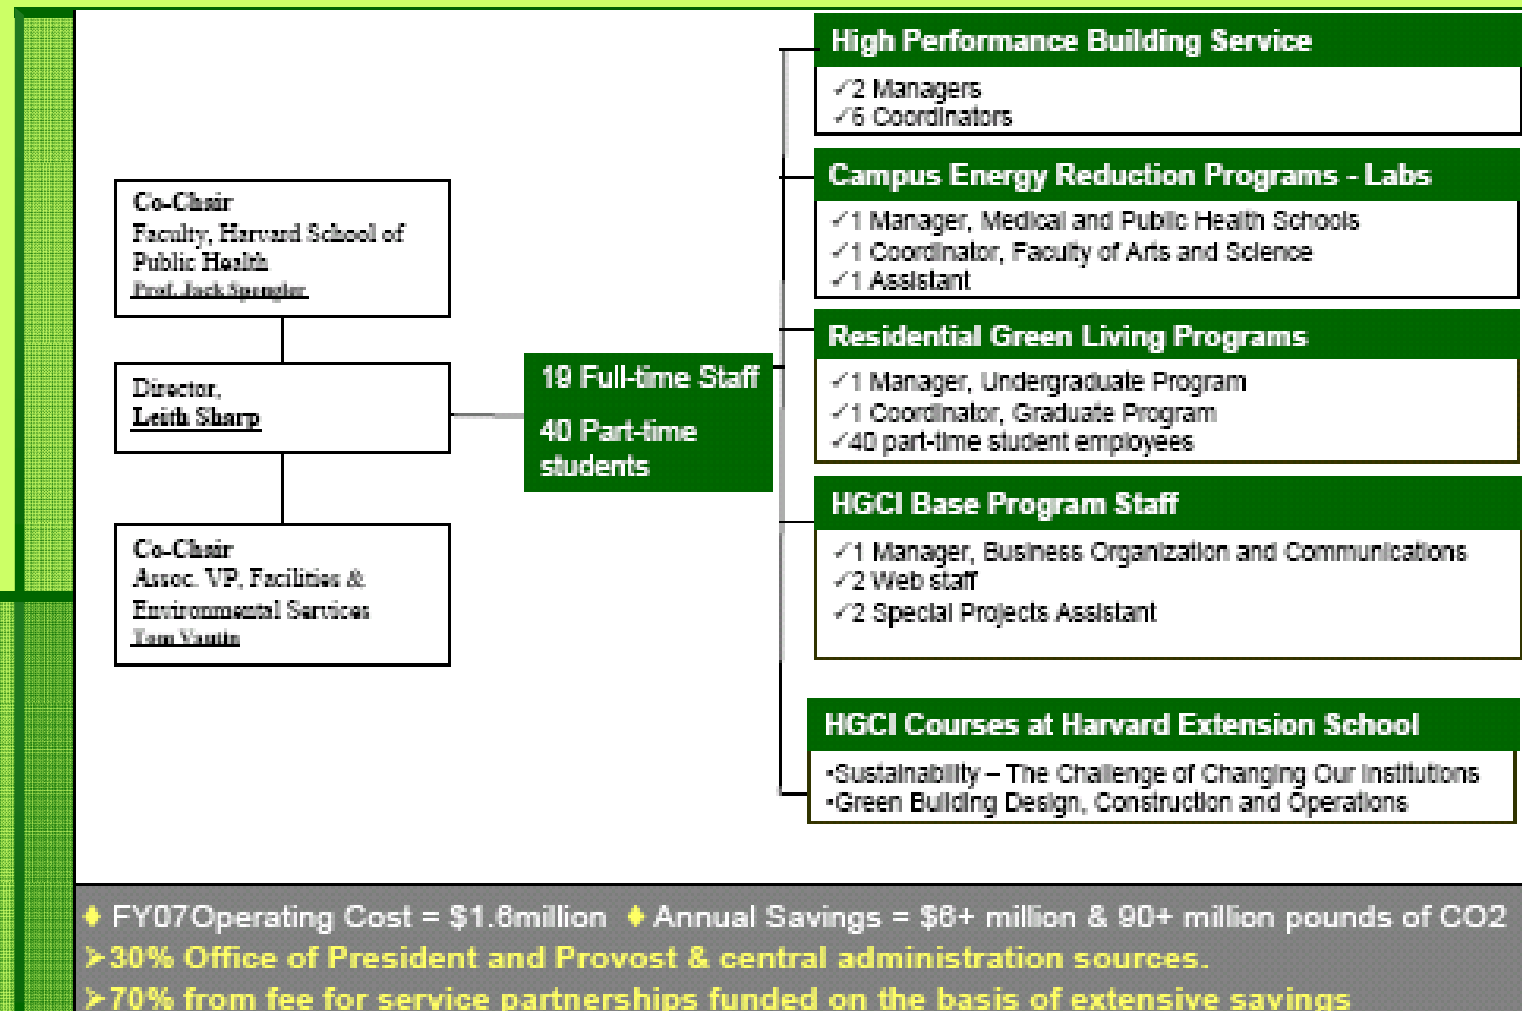 Co-Chair
Faculty, Harvard School of
Public Health
Prof. Jack Spengler
Director,
Leith Sharp
Co-Chair
Assoc. VP, Facilities &
Environmental Services
Tom Vautin
19 Full-time Staff
40 Part-time
students
High Performance Building Service
✓2 Managers
✓6 Coordinators
Campus Energy Reduction Programs - Labs
✓1 Manager, Medical and Public Health Schools
✓1 Coordinator, Faculty of Arts and Science
✓1 Assistant
Residential Green Living Programs
✓1 Manager, Undergraduate Program
✓1 Coordinator, Graduate Program
✓40 part-time student employees
HGCI Base Program Staff
✓1 Manager, Business Organization and Communications
✓2 Web staff
✓2 Special Projects Assistant
HGCI Courses at Harvard Extension School
•Sustainability – The Challenge of Changing Our Institutions
•Green Building Design, Construction and Operations
♦ FY07Operating Cost = $1.6million ♦ Annual Savings = $6+ million & 90+ million pounds of CO2
➢30% Office of President and Provost & central administration sources.
➢70% from fee for service partnerships funded on the basis of extensive savings